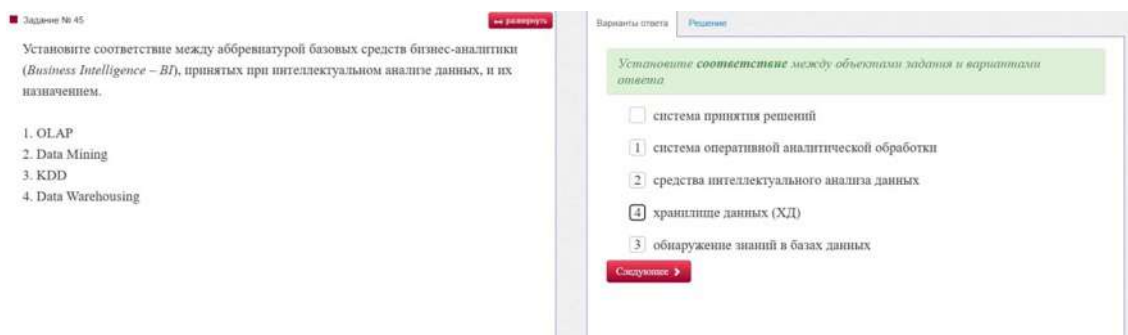 Задание № 45
развернуть
Установите соответствие между аббревиатурой базовых средств бизнес-аналитики
(Business Intelligence – BI), принятых при интеллектуальном анализе данных, и их
назначением.
1. OLAP
2. Data Mining
3. KDD
4. Data Warehousing
Варианты ответа
Решение
Установите соответствие между объектами задания и вариантами
ответа
система принятия решений
1 система оперативной аналитической обработки
2 средства интеллектуального анализа данных
4 хранилище данных (ХД)
3 обнаружение знаний в базах данных
Следующее